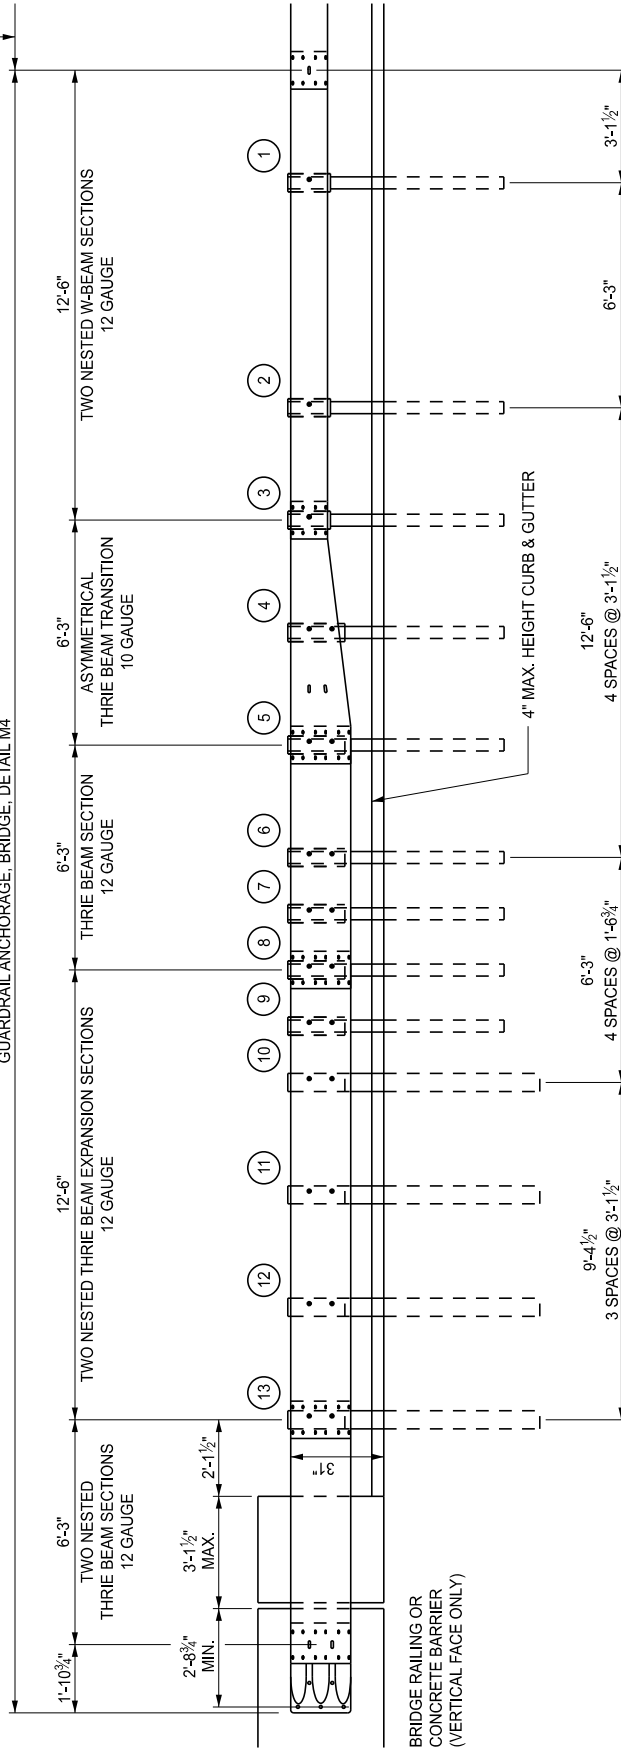 GUARDRAIL ANCHORAGE, BRIDGE, DETAIL M4
1'-10¾"
6'-3"
TWO NESTED
THRIE BEAM SECTIONS
12 GAUGE
12'-6"
TWO NESTED THRIE BEAM EXPANSION SECTIONS
12 GAUGE
6'-3"
THRIE BEAM SECTION
12 GAUGE
6'-3"
ASYMMETRICAL
THRIE BEAM TRANSITION
10 GAUGE
12'-6"
TWO NESTED W-BEAM SECTIONS
12 GAUGE
2'-8¾"
MIN.
3'-1½"
MAX.
2'-1½"
13
12
11
10
9
8
7
6
5
4
3
2
1
31"
BRIDGE RAILING OR
CONCRETE BARRIER
(VERTICAL FACE ONLY)
4" MAX. HEIGHT CURB & GUTTER
9'-4½"
3 SPACES @ 3'-1½"
6'-3"
4 SPACES @ 1'-6¾"
12'-6"
4 SPACES @ 3'-1½"
6'-3"
3'-1½"